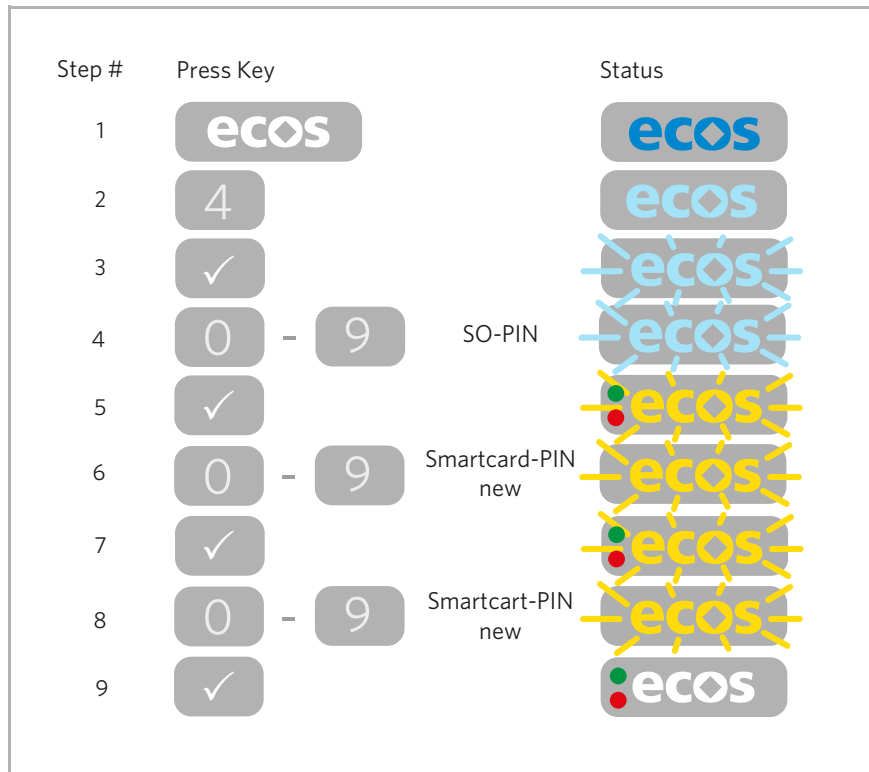 Step # Press Key Status
1 ecos ecos
2 4 ecos
3 ✓ ecos
4 0 - 9 SO-PIN ecos
5 ✓ ecos
6 0 - 9 Smartcard-PIN new ecos
7 ✓ ecos
8 0 - 9 Smartcart-PIN new ecos
9 ✓ ecos